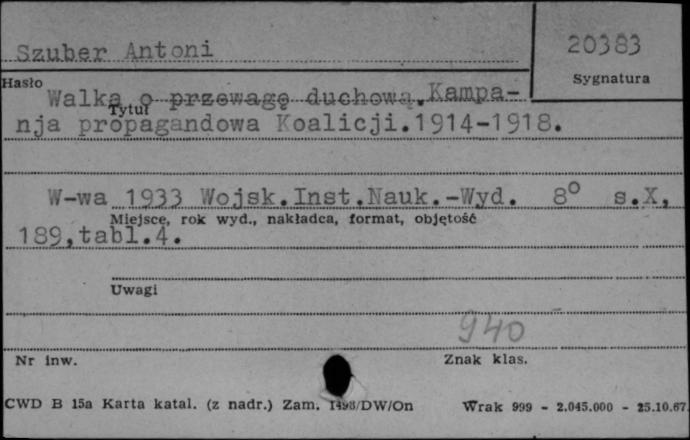 Szuber Antoni
20383
Hasło
Sygnatura
Walka o przewagę duchową.Kampa-
Tytuł
nja propagandowa Koalicji.1914-1918.
W-wa 1933 Wojsk.Inst.Nauk.-Wyd. 8° s.X,
Miejsce, rok wyd., nakładca, format, objętość
189,tabl.4.
Uwagi
940
Nr inw.
Znak klas.
CWD B 15a Karta katal. (z nadr.) Zam. 1498/DW/On Wrak 999 - 2.045.000 - 25.10.67.